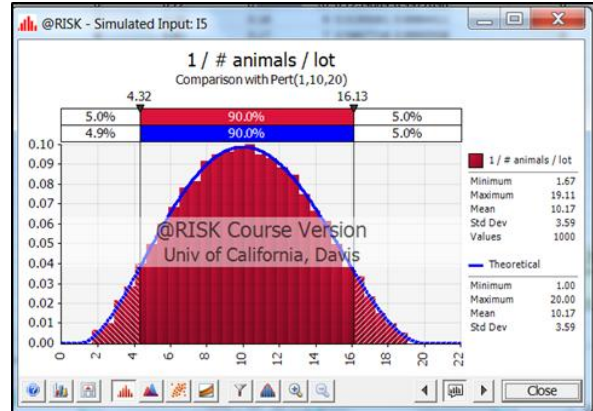 @RISK - Simulated Input: I5
1 / # animals / lot
Comparison with Pert(1,10,20)
4.32 16.13
5.0% 90.0% 5.0%
4.9% 90.0% 5.0%
0.10
0.09
0.08
0.07
0.06
0.05
0.04
0.03
0.02
0.01
0.00
0 2 4 6 8 10 12 14 16 18 20 22
@RISK Course Version
Univ of California, Davis
1 / # animals / lot
Minimum 1.67
Maximum 19.11
Mean 10.17
Std Dev 3.59
Values 1000
Theoretical
Minimum 1.00
Maximum 20.00
Mean 10.17
Std Dev 3.59
Close